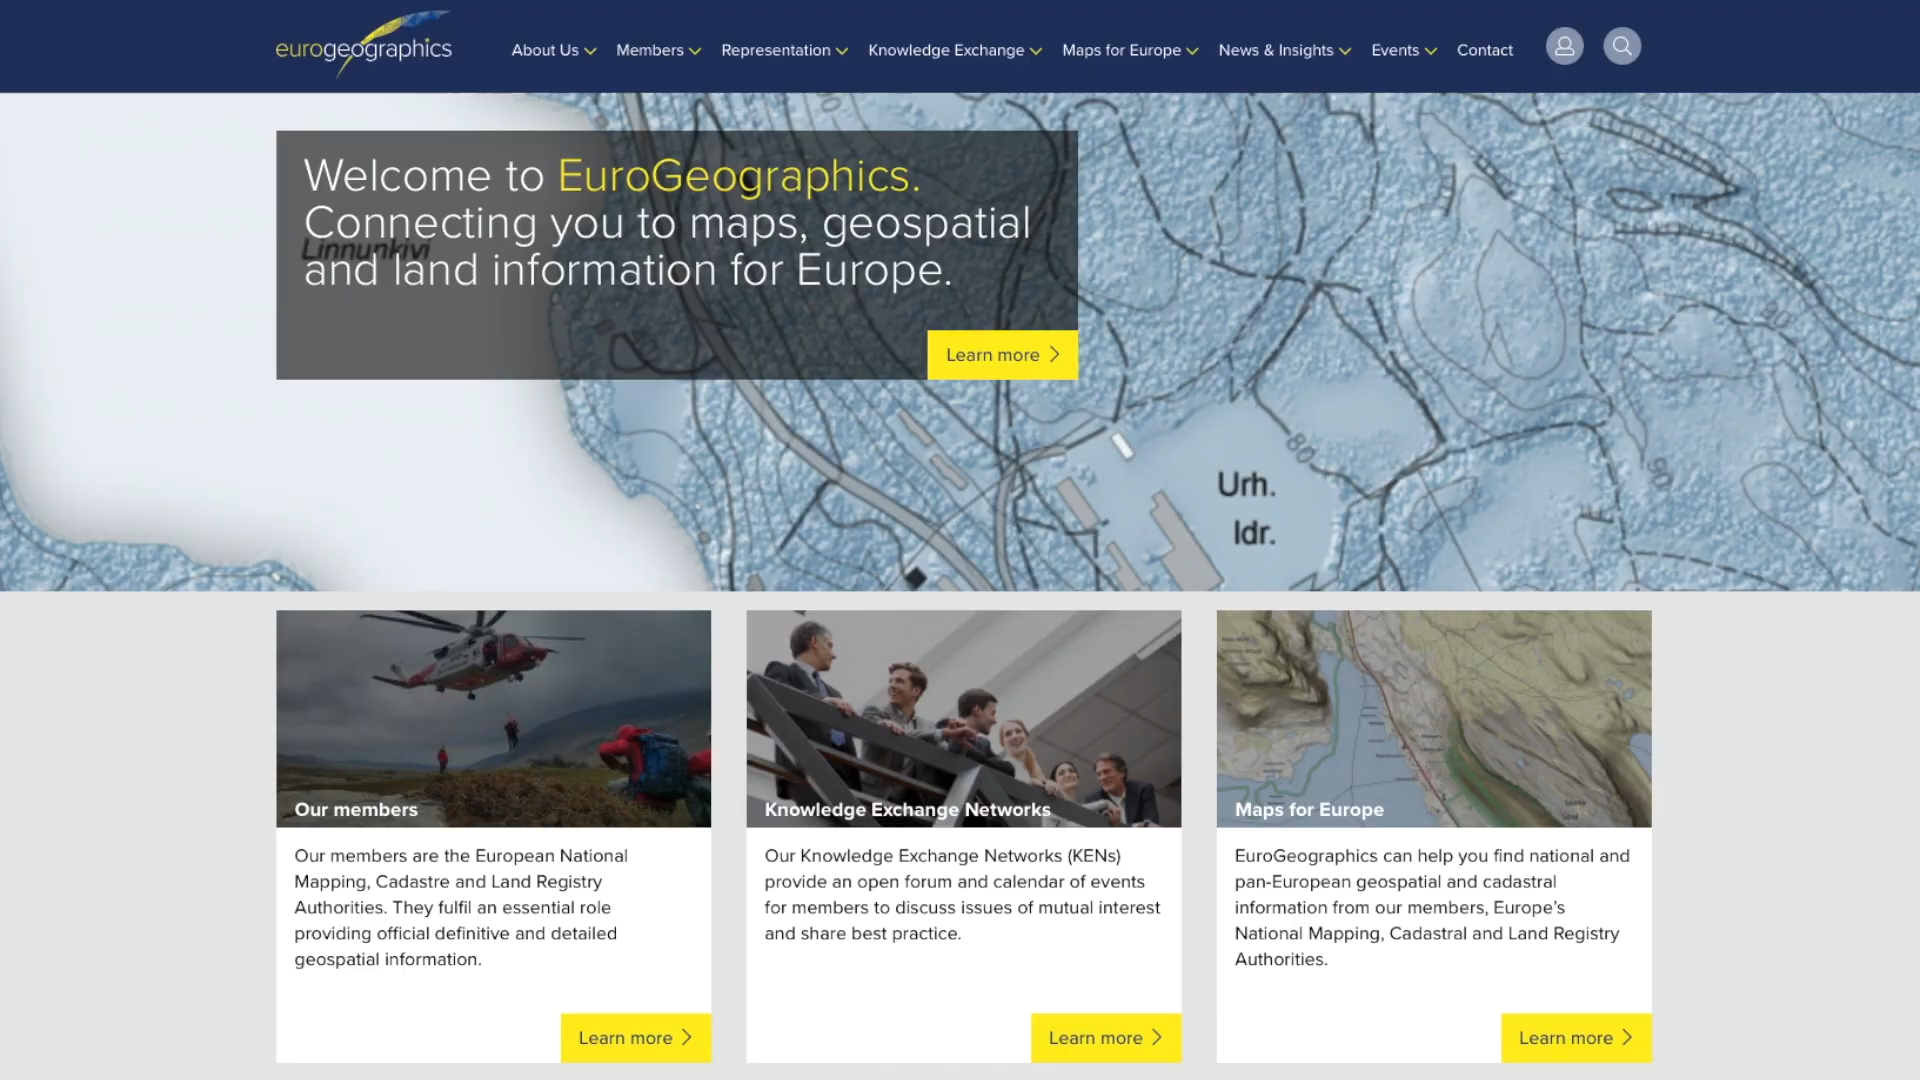 eurogeographics
About Us
Members
Representation
Knowledge Exchange
Maps for Europe
News & Insights
Events
Contact
Welcome to EuroGeographics.
Connecting you to maps, geospatial
Linnunkivi
and land information for Europe.
Learn more
80
90
90
Urh.
ldr.
Our members
Our members are the European National
Mapping, Cadastre and Land Registry
Authorities. They fulfil an essential role
providing official definitive and detailed
geospatial information.
Learn more
Knowledge Exchange Networks
Our Knowledge Exchange Networks (KENs)
provide an open forum and calendar of events
for members to discuss issues of mutual interest
and share best practice.
Learn more
Maps for Europe
EuroGeographics can help you find national and
pan-European geospatial and cadastral
information from our members, Europe's
National Mapping, Cadastral and Land Registry
Authorities.
Learn more